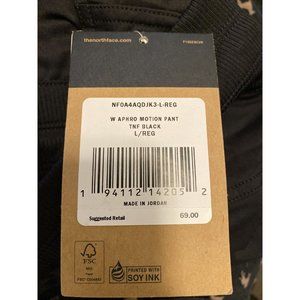 thenorthface.com
NF0A4AQDJK3-L-REG
W APHRO MOTION PANT
TNF BLACK
L/REG
1 94112 14205 2
MADE IN JORDAN
Suggested Retail
69.00
FSC
PRINTED WITH
SOY INK